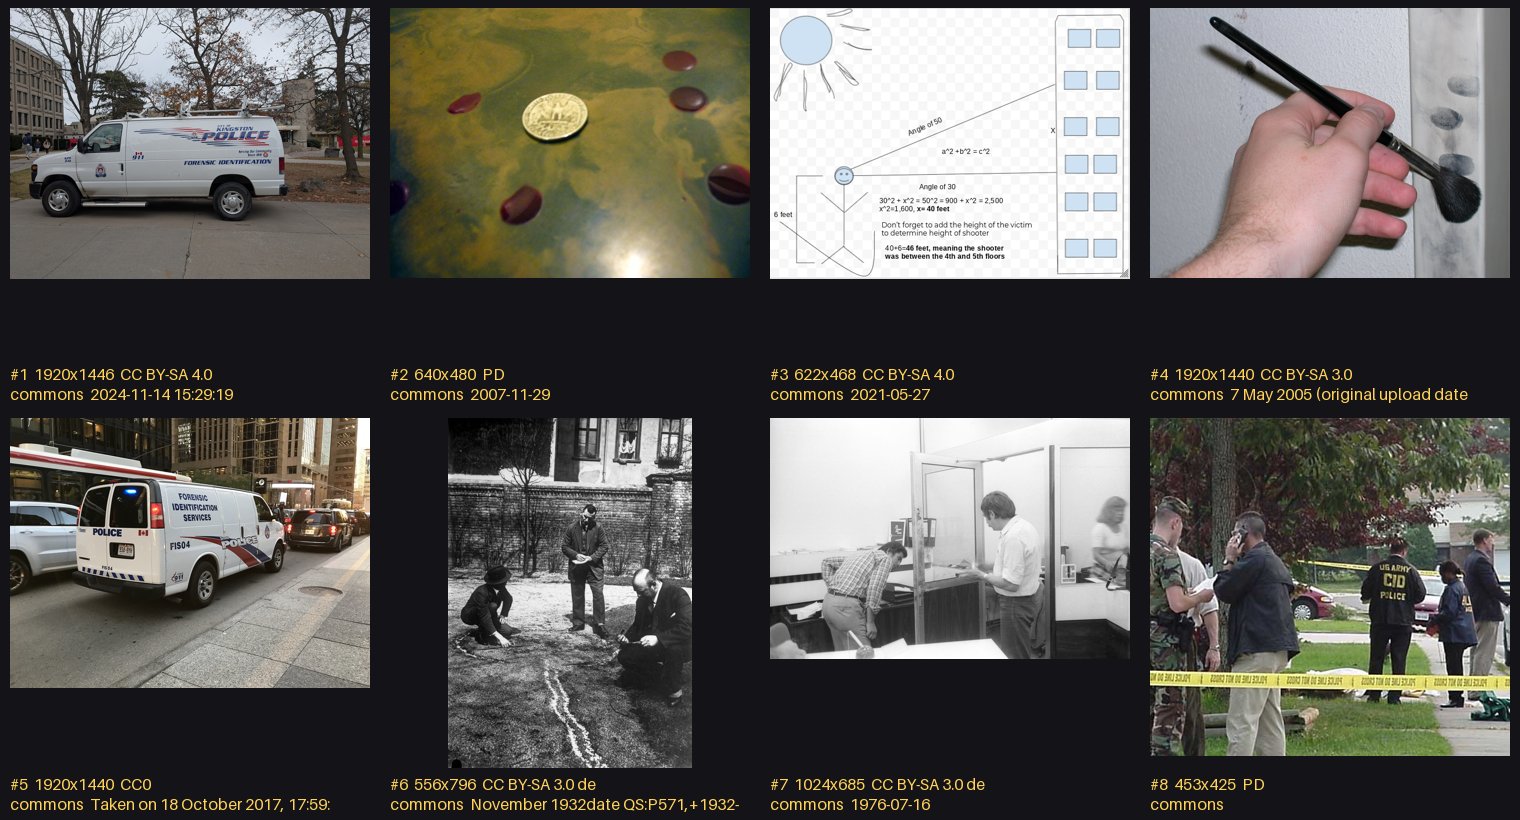 CITY OF
KINGSTON
POLICE
911
FORENSIC IDENTIFICATION
Angle of 50
x
a^2 +b^2 = c^2
Angle of 30
30^2 + x^2 = 50^2 = 900 + x^2 = 2,500
x^2=1,600, x= 40 feet
6 feet
Don't forget to add the height of the victim
to determine height of shooter
40+6=46 feet, meaning the shooter
was between the 4th and 5th floors
#1 1920x1446 CC BY-SA 4.0
commons 2024-11-14 15:29:19
#2 640x480 PD
commons 2007-11-29
#3 622x468 CC BY-SA 4.0
commons 2021-05-27
#4 1920x1440 CC BY-SA 3.0
commons 7 May 2005 (original upload date
FORENSIC
IDENTIFICATION
SERVICES
POLICE
FIS04
POLICE
US ARMY
CID
POLICE
POLICE LINE DO NOT CROSS
#5 1920x1440 CC0
commons Taken on 18 October 2017, 17:59:
#6 556x796 CC BY-SA 3.0 de
commons November 1932date QS:P571,+1932-
#7 1024x685 CC BY-SA 3.0 de
commons 1976-07-16
#8 453x425 PD
commons